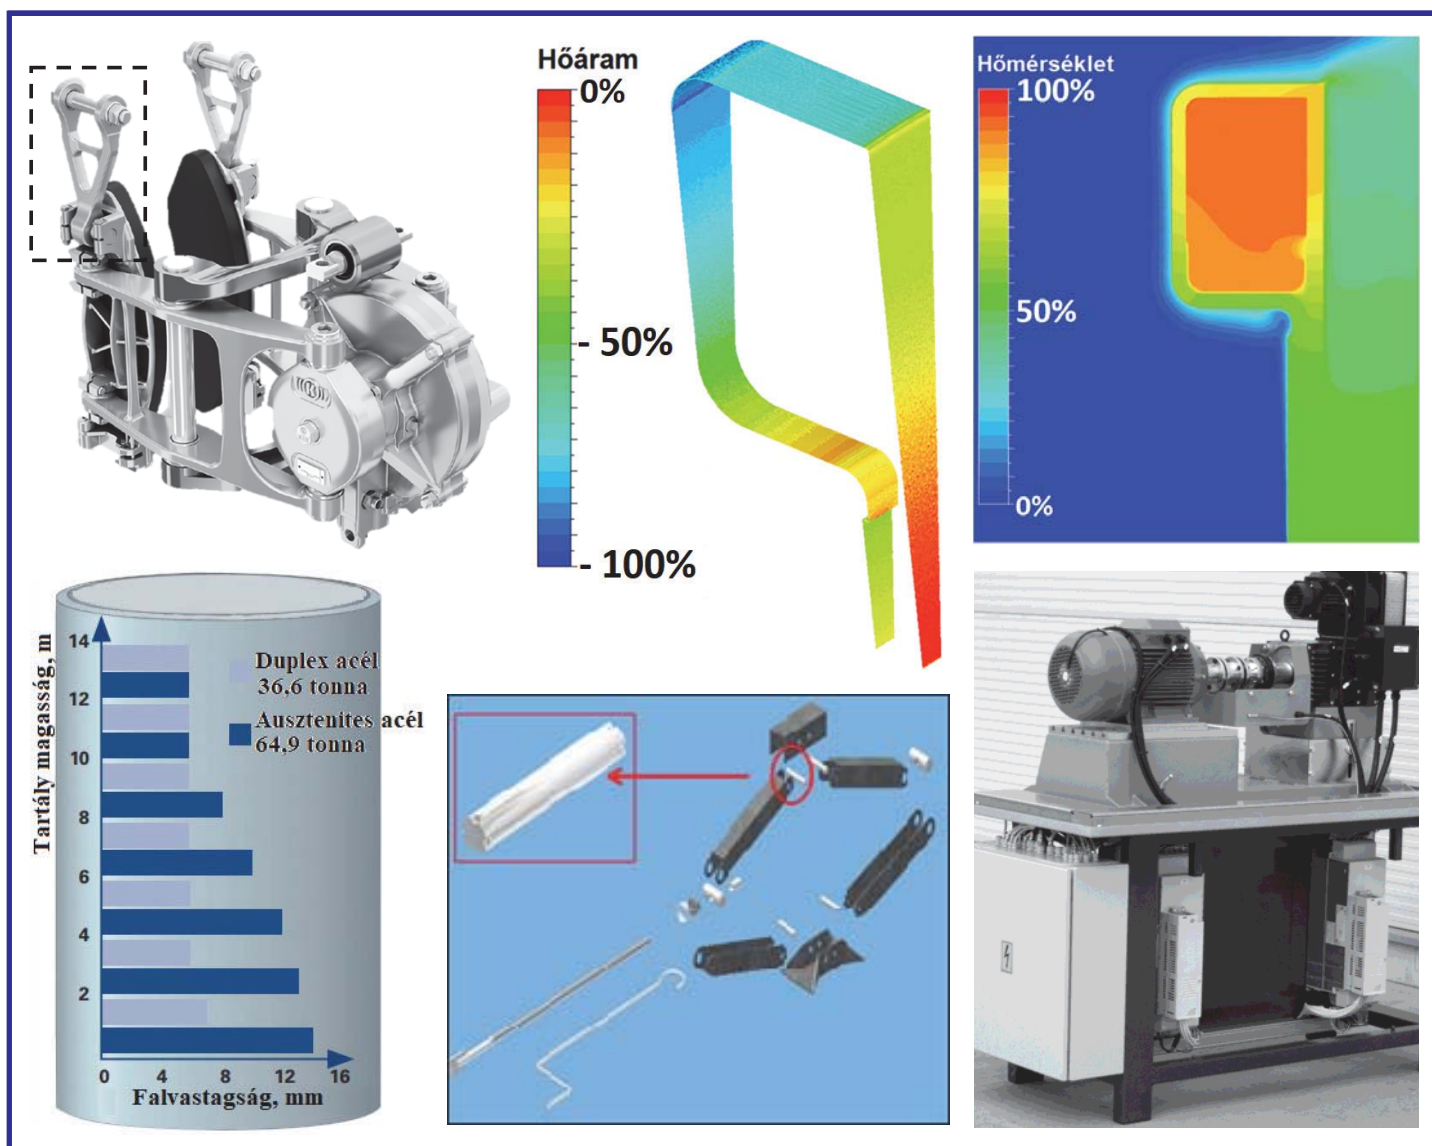 Hőáram
0%
- 50%
- 100%
Hőmérséklet
100%
50%
0%
Tartály magasság, m
14
12
10
8
6
4
2
Duplex acél
36,6 tonna
Ausztenites acél
64,9 tonna
0 4 8 12 16
Falvastagság, mm